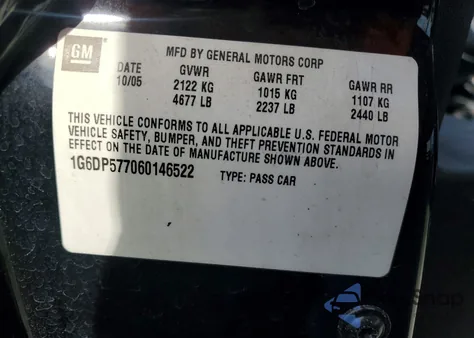 GM
MFD BY GENERAL MOTORS CORP
DATE GVWR GAWR FRT GAWR RR
10/05 2122 KG 1015 KG 1107 KG
4677 LB 2237 LB 2440 LB
THIS VEHICLE CONFORMS TO ALL APPLICABLE U.S. FEDERAL MOTOR
VEHICLE SAFETY, BUMPER, AND THEFT PREVENTION STANDARDS IN
EFFECT ON THE DATE OF MANUFACTURE SHOWN ABOVE.
1G6DP577060146522 TYPE: PASS CAR